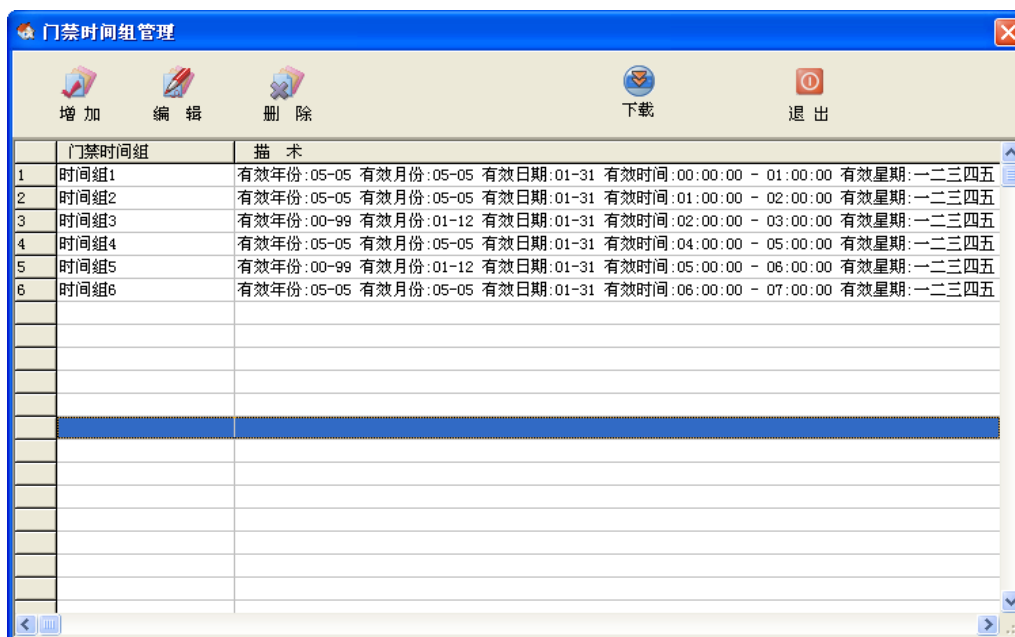 门禁时间组管理
增 加 编 辑 删 除 下载 退 出
门禁时间组 描 术
1 时间组1 有效年份:05-05 有效月份:05-05 有效日期:01-31 有效时间:00:00:00 - 01:00:00 有效星期:一二三四五
2 时间组2 有效年份:05-05 有效月份:05-05 有效日期:01-31 有效时间:01:00:00 - 02:00:00 有效星期:一二三四五
3 时间组3 有效年份:00-99 有效月份:01-12 有效日期:01-31 有效时间:02:00:00 - 03:00:00 有效星期:一二三四五
4 时间组4 有效年份:05-05 有效月份:05-05 有效日期:01-31 有效时间:04:00:00 - 05:00:00 有效星期:一二三四五
5 时间组5 有效年份:00-99 有效月份:01-12 有效日期:01-31 有效时间:05:00:00 - 06:00:00 有效星期:一二三四五
6 时间组6 有效年份:05-05 有效月份:05-05 有效日期:01-31 有效时间:06:00:00 - 07:00:00 有效星期:一二三四五